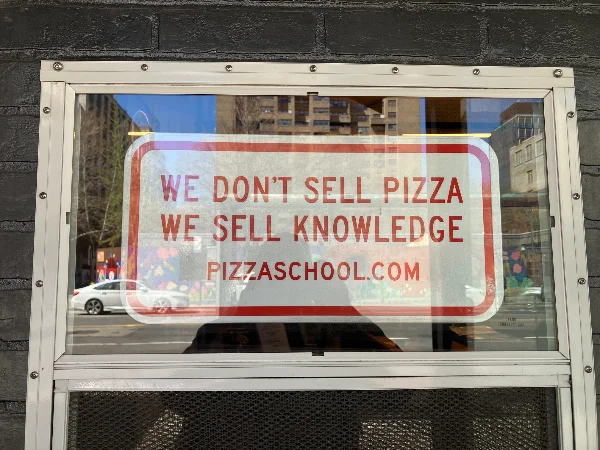 WE DON'T SELL PIZZA
WE SELL KNOWLEDGE
PIZZASCHOOL.COM